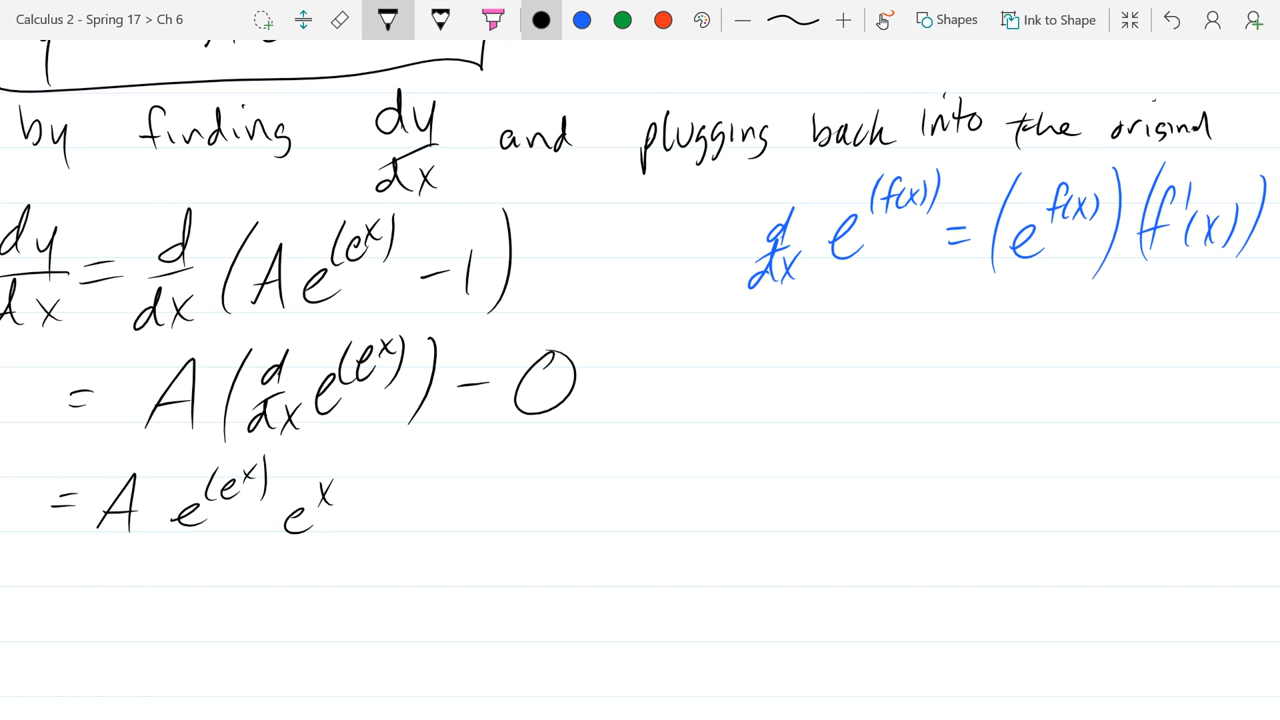 Calculus 2 - Spring 17 > Ch 6
Shapes
Ink to Shape
by finding dy/dx and plugging back into the original
d/dx e^(f(x)) = (e^f(x)) (f'(x))
dy/dx = d/dx (A e^(e^x) - 1)
= A (d/dx e^(e^x)) - 0
= A e^(e^x) e^x